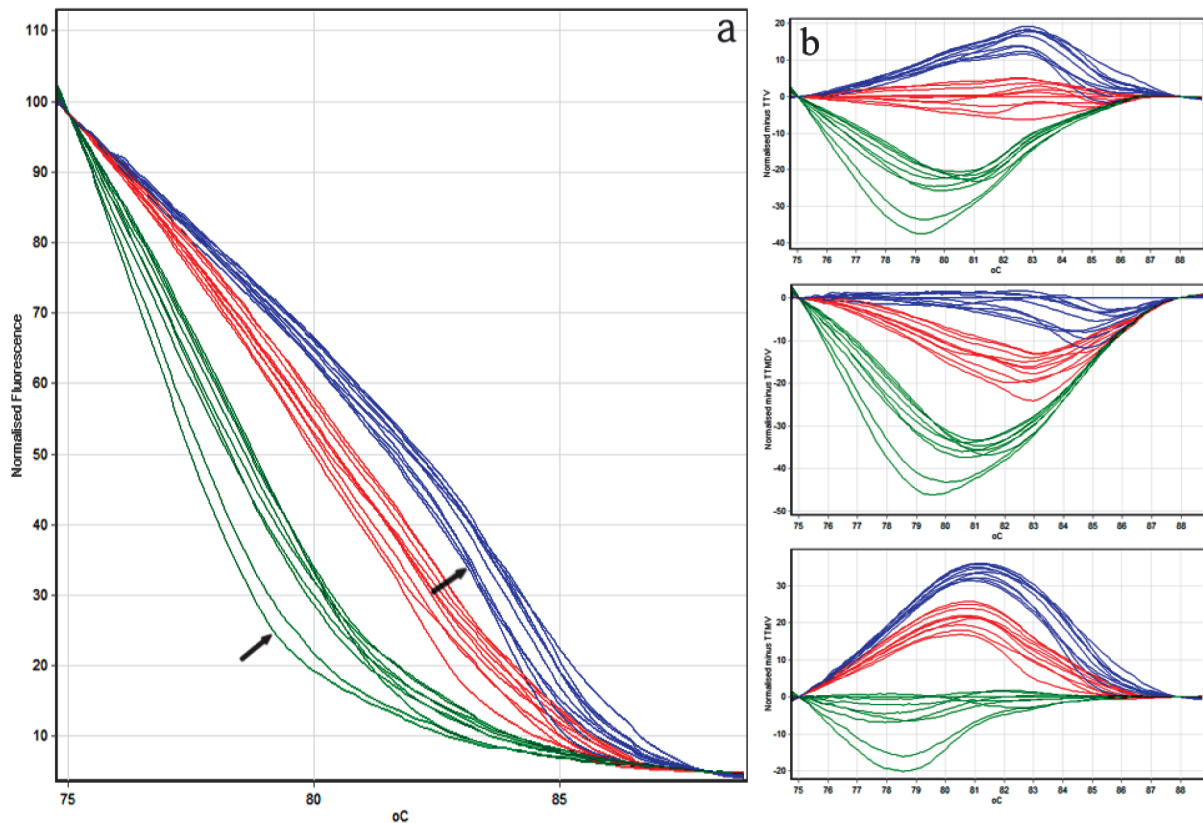 a
110
100
90
80
70
60
50
40
30
20
10
Normalised Fluorescence
75 80 85
oC
b
20
10
0
-10
-20
-30
-40
Normalised minus TTV
75 76 77 78 79 80 81 82 83 84 85 86 87 88
oC
0
-10
-20
-30
-40
-50
Normalised minus TTMDV
75 76 77 78 79 80 81 82 83 84 85 86 87 88
oC
30
20
10
0
-10
-20
Normalised minus TTMV
75 76 77 78 79 80 81 82 83 84 85 86 87 88
oC